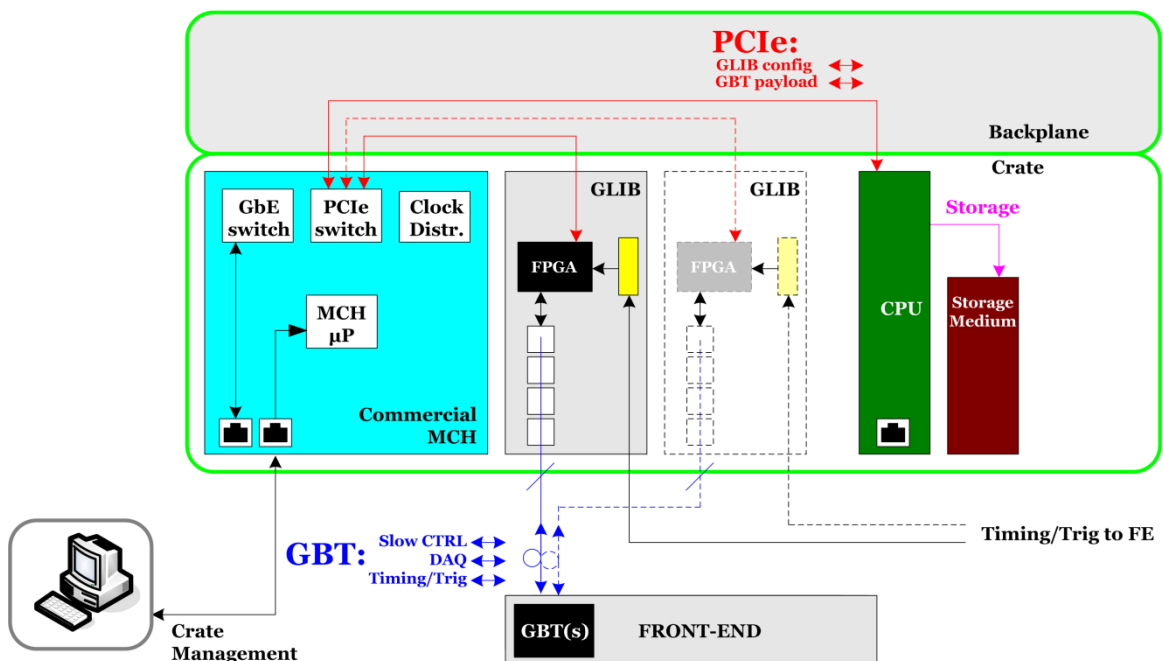 PCIe:
GLIB config
GBT payload
Backplane
Crate
GbE
switch
PCIe
switch
Clock
Distr.
GLIB
GLIB
Storage
FPGA
FPGA
MCH
μP
CPU
Storage
Medium
Commercial
MCH
GBT:
Slow CTRL
DAQ
Timing/Trig
Timing/Trig to FE
Crate
Management
GBT(s)
FRONT-END